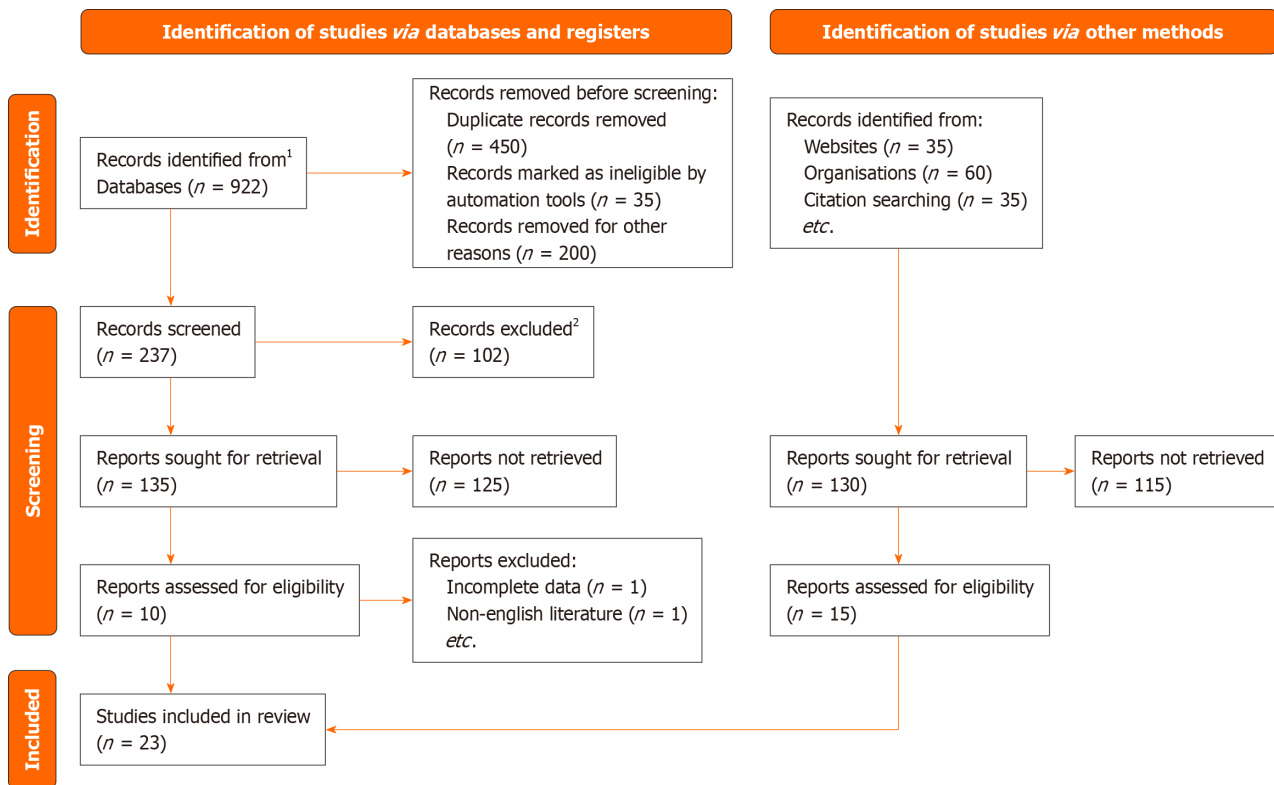 Identification of studies via databases and registers
Identification of studies via other methods
Identification
Records identified from¹
Databases (n = 922)
Records removed before screening:
Duplicate records removed
(n = 450)
Records marked as ineligible by
automation tools (n = 35)
Records removed for other
reasons (n = 200)
Records identified from:
Websites (n = 35)
Organisations (n = 60)
Citation searching (n = 35)
etc.
Screening
Records screened
(n = 237)
Records excluded²
(n = 102)
Reports sought for retrieval
(n = 135)
Reports not retrieved
(n = 125)
Reports sought for retrieval
(n = 130)
Reports not retrieved
(n = 115)
Reports assessed for eligibility
(n = 10)
Reports excluded:
Incomplete data (n = 1)
Non-english literature (n = 1)
etc.
Reports assessed for eligibility
(n = 15)
Included
Studies included in review
(n = 23)